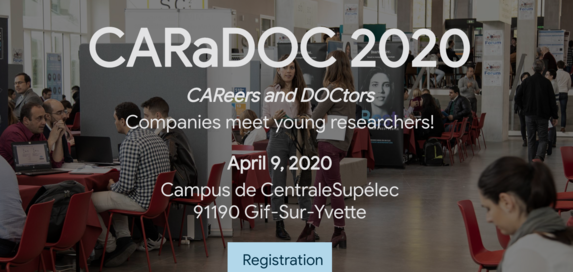 CARaDOC 2020
CAReers and DOCtors
Companies meet young researchers!
April 9, 2020
Campus de CentraleSupélec
91190 Gif-Sur-Yvette
Registration